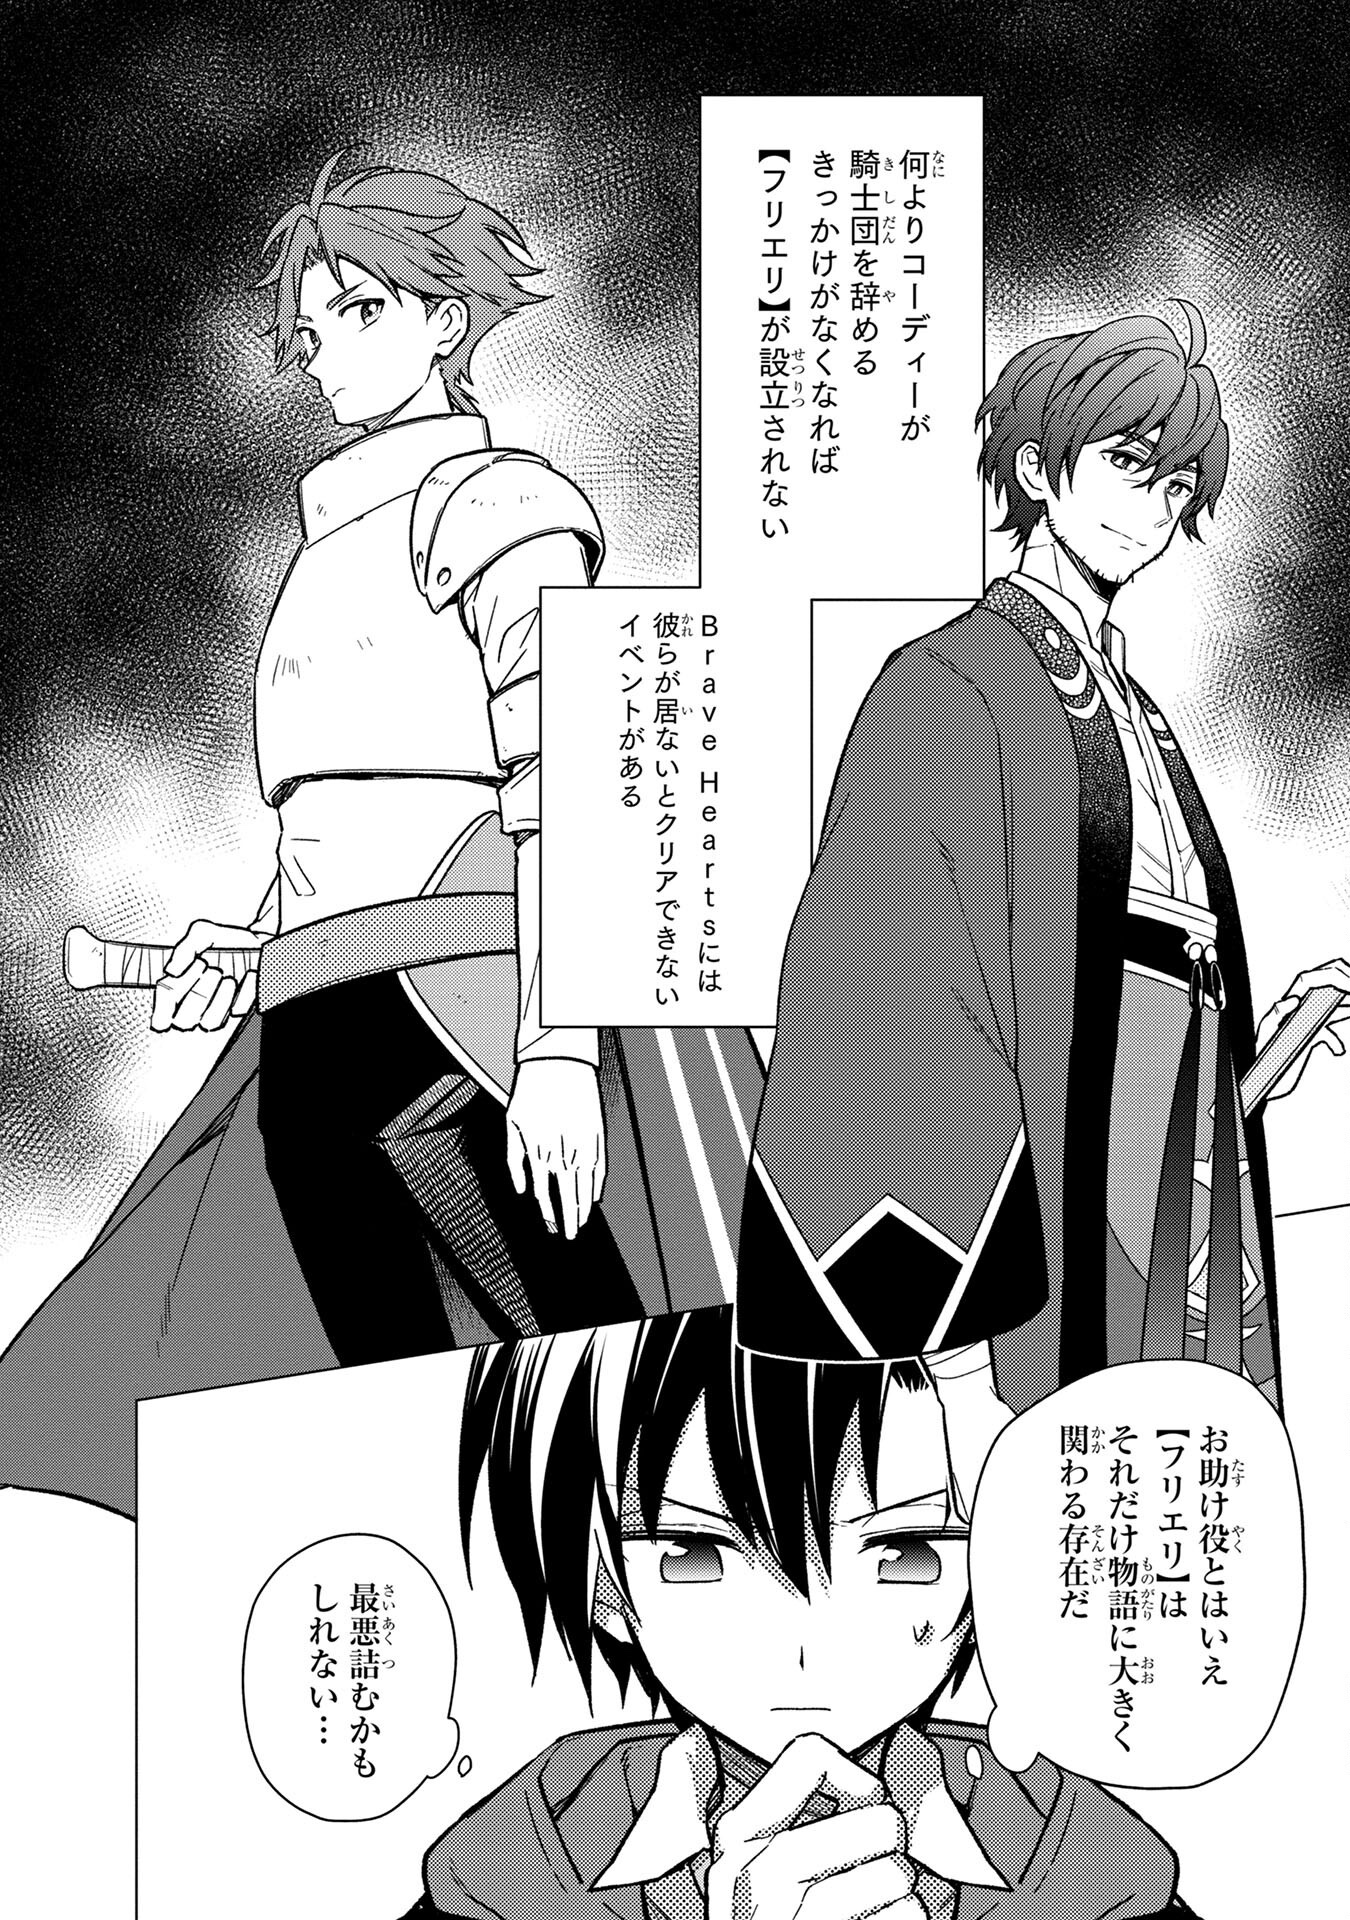 何よりコーディーが
騎士団を辞める
きっかけがなくなれば
【フリエリ】が設立されない
Brave Heartsには
彼らが居ないとクリアできない
イベントがある
お助け役とはいえ
【フリエリ】は
それだけ物語に大きく
関わる存在だ
最悪詰むかも
しれない…